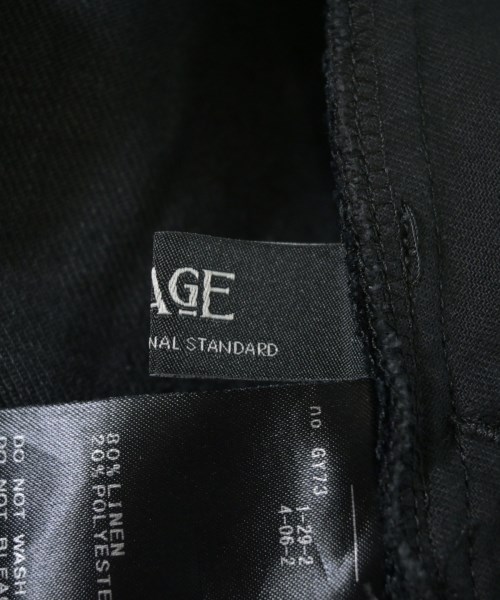 AGE
NAL STANDARD
no GY73
1-29-2
4-06-2
80% LINEN
20% POLYESTE
DO NOT WASH
DO NOT BLEA